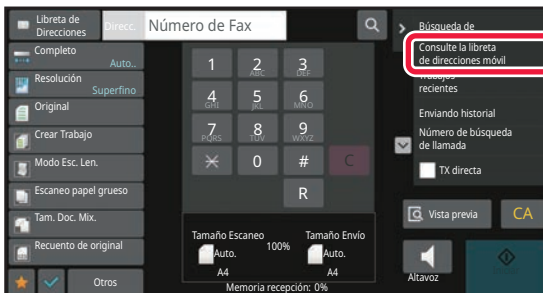 Libreta de
Direcciones
Direcc.
Número de Fax
Búsqueda de
Completo
Auto..
Consulte la libreta
de direcciones móvil
Resolución
Superfino
Trabajos
recientes
Original
Enviando historial
Crear Trabajo
Número de búsqueda
de llamada
Modo Esc. Len.
TX directa
Escaneo papel grueso
Tam. Doc. Mix.
Recuento de original
Otros
1
2
ABC
3
DEF
4
GHI
5
JKL
6
MNO
7
PQRS
8
TUV
9
WXYZ
0
#
C
R
Vista previa
CA
Tamaño Escaneo
100%
Tamaño Envío
Auto.
Auto.
A4
A4
Memoria recepción: 0%
Altavoz